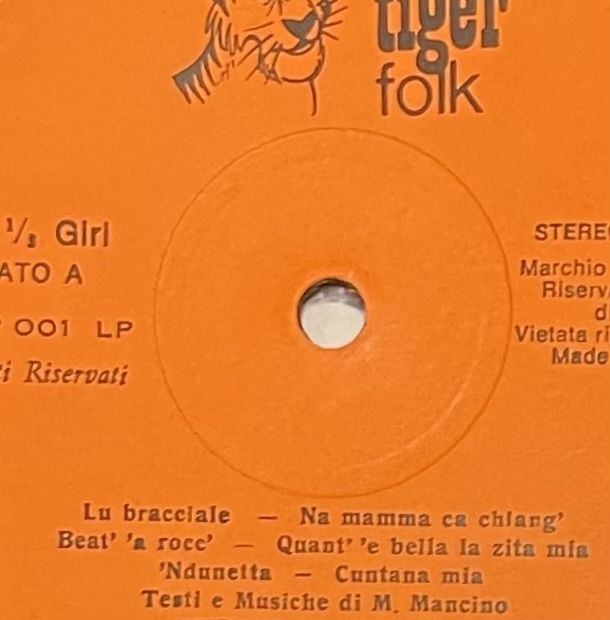 tiger
folk
⅓ Giri
ATO A
001 LP
i Riservati
STERE
Marchio
Riserv
d
Vietata ri
Made
Lu bracciale — Na mamma ca chiang'
Beat' 'a rocc' — Quant' 'e bella la zita mia
'Ndunetta — Cuntana mia
Testi e Musiche di M. Mancino